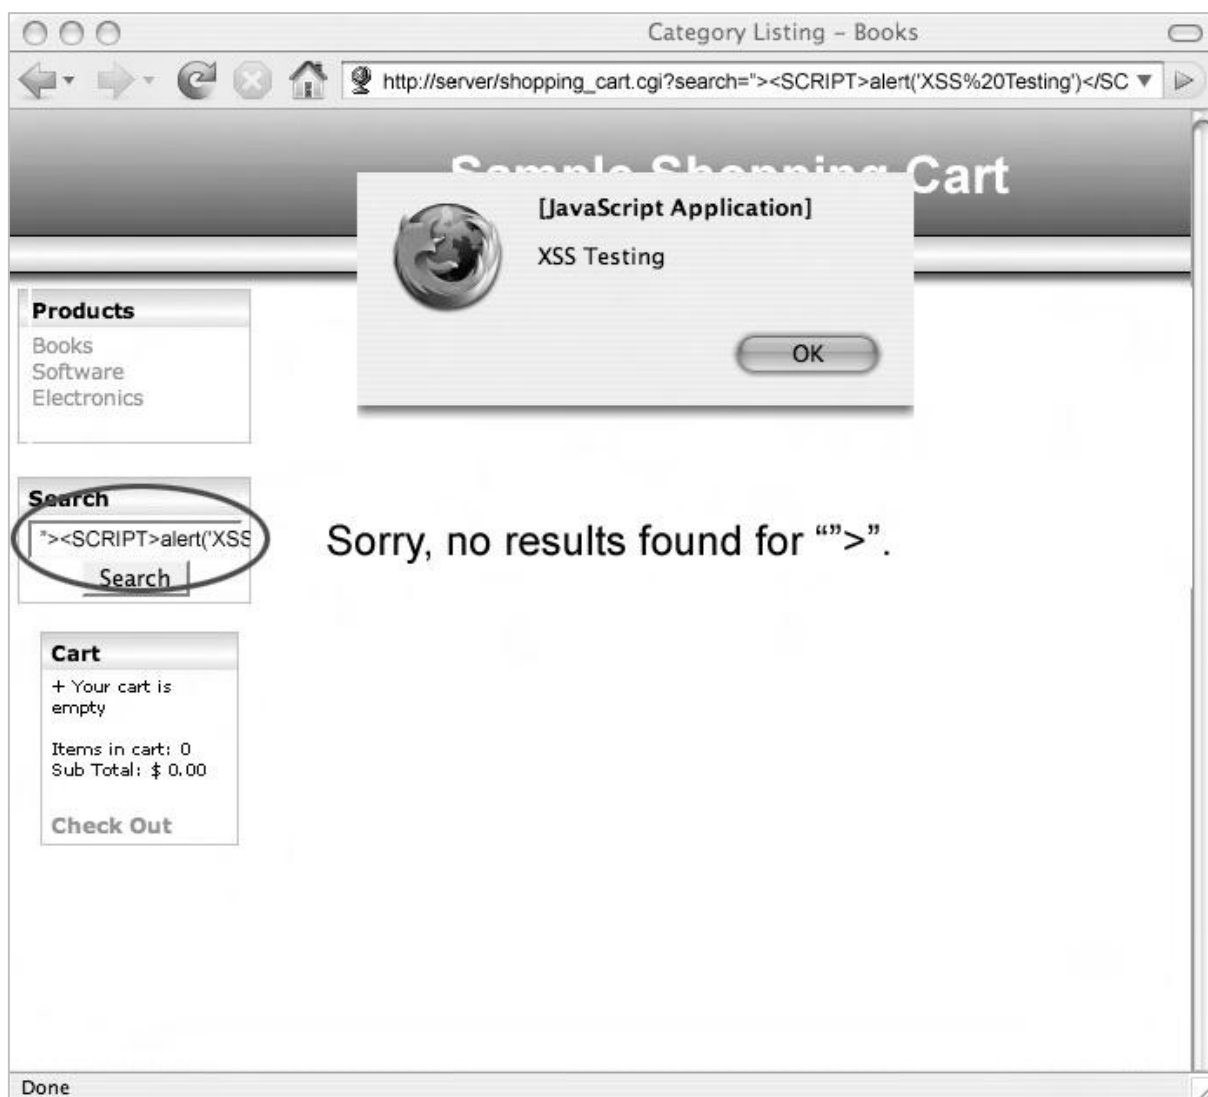 Category Listing – Books
http://server/shopping_cart.cgi?search="><SCRIPT>alert('XSS%20Testing')</SC
Sample Shopping Cart
[JavaScript Application]
XSS Testing
OK
Products
Books
Software
Electronics
Search
"><SCRIPT>alert('XSS
Search
Sorry, no results found for “”>”.
Cart
+ Your cart is
empty
Items in cart: 0
Sub Total: $ 0.00
Check Out
Done